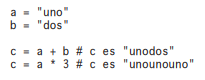 a = "uno"
b = "dos"

c = a + b # c es "unodos"
c = a * 3 # c es "unounouno"